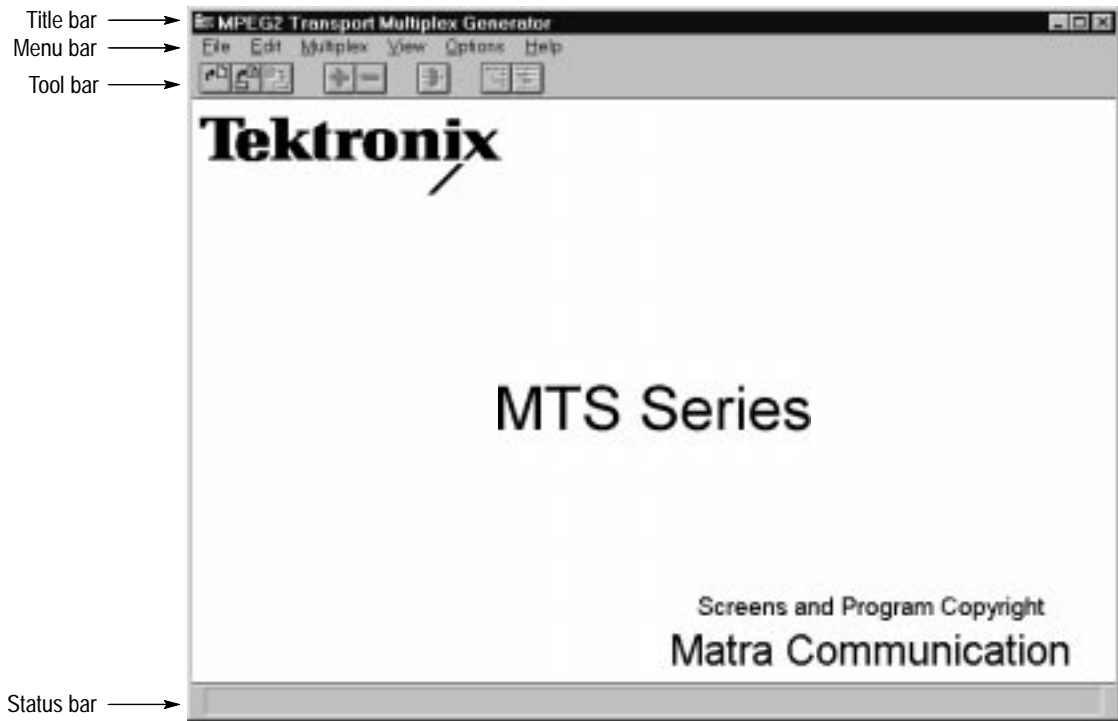 Title bar
MPEG2 Transport Multiplex Generator
Menu bar
File Edit Multiplex View Options Help
Tool bar
Tektronix
MTS Series
Screens and Program Copyright
Matra Communication
Status bar